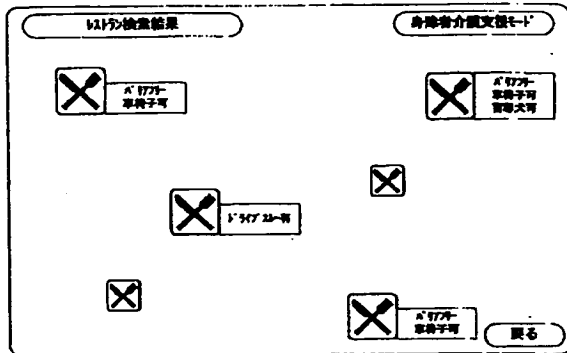 レストラン検索結果
身障者介護支援モード
バリアフリー
車椅子可
バリアフリー
車椅子可
盲導犬可
ドライブスルー有
バリアフリー
車椅子可
戻る